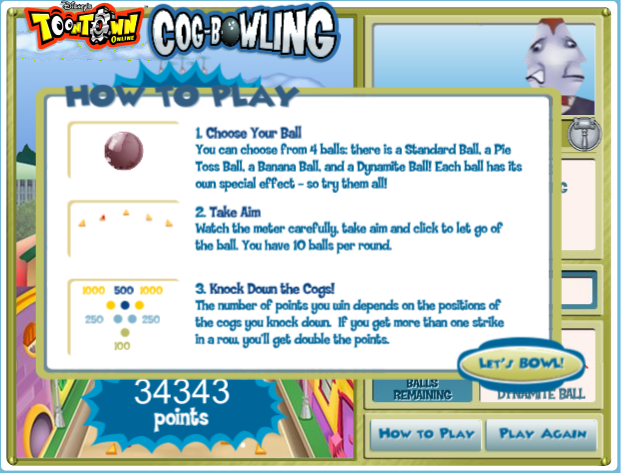 Disney's
TOONTOWN
ONLINE
COG-BOWLING
HOW TO PLAY
1. Choose Your Ball
You can choose from 4 balls: there is a Standard Ball, a Pie
Toss Ball, a Banana Ball, and a Dynamite Ball! Each ball has its
own special effect - so try them all!
2. Take Aim
Watch the meter carefully, take aim and click to let go of
the ball. You have 10 balls per round.
3. Knock Down the Cogs!
1000 500 1000
250 250
100
The number of points you win depends on the positions of
the cogs you knock down. If you get more than one strike
in a row, you'll get double the points.
LET'S BOWL!
34343
points
BALLS
REMAINING
DYNAMITE BALL
HOW TO PLAY
PLAY AGAIN